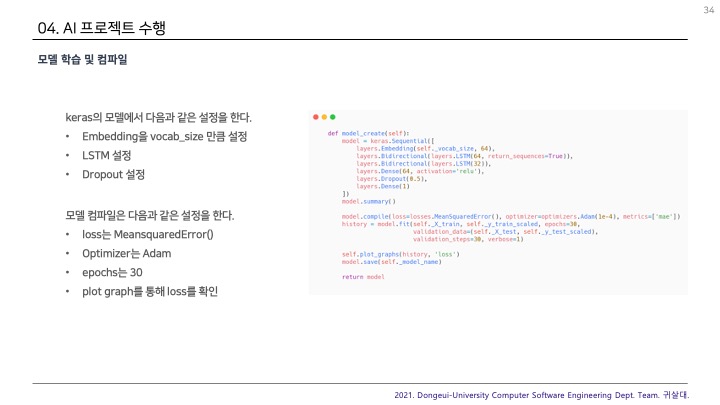 34
04. AI 프로젝트 수행
모델 학습 및 컴파일
keras의 모델에서 다음과 같은 설정을 한다.
• Embedding을 vocab_size 만큼 설정
• LSTM 설정
• Dropout 설정
모델 컴파일은 다음과 같은 설정을 한다.
• loss는 MeansquaredError()
• Optimizer는 Adam
• epochs는 30
• plot graph를 통해 loss를 확인
def model_create(self):
    model = keras.Sequential([
        layers.Embedding(self._vocab_size, 64),
        layers.Bidirectional(layers.LSTM(64, return_sequences=True)),
        layers.Bidirectional(layers.LSTM(32)),
        layers.Dense(64, activation='relu'),
        layers.Dropout(0.5),
        layers.Dense(1)
    ])
    model.summary()
    model.compile(loss=losses.MeanSquaredError(), optimizer=optimizers.Adam(1e-4), metrics=['mae'])
    history = model.fit(self._X_train, self._y_train_scaled, epochs=30,
                        validation_data=(self._X_test, self._y_test_scaled),
                        validation_steps=30, verbose=1)
    self.plot_graphs(history, 'loss')
    model.save(self._model_name)
    return model
2021. Dongeui-University Computer Software Engineering Dept. Team. 귀살대.